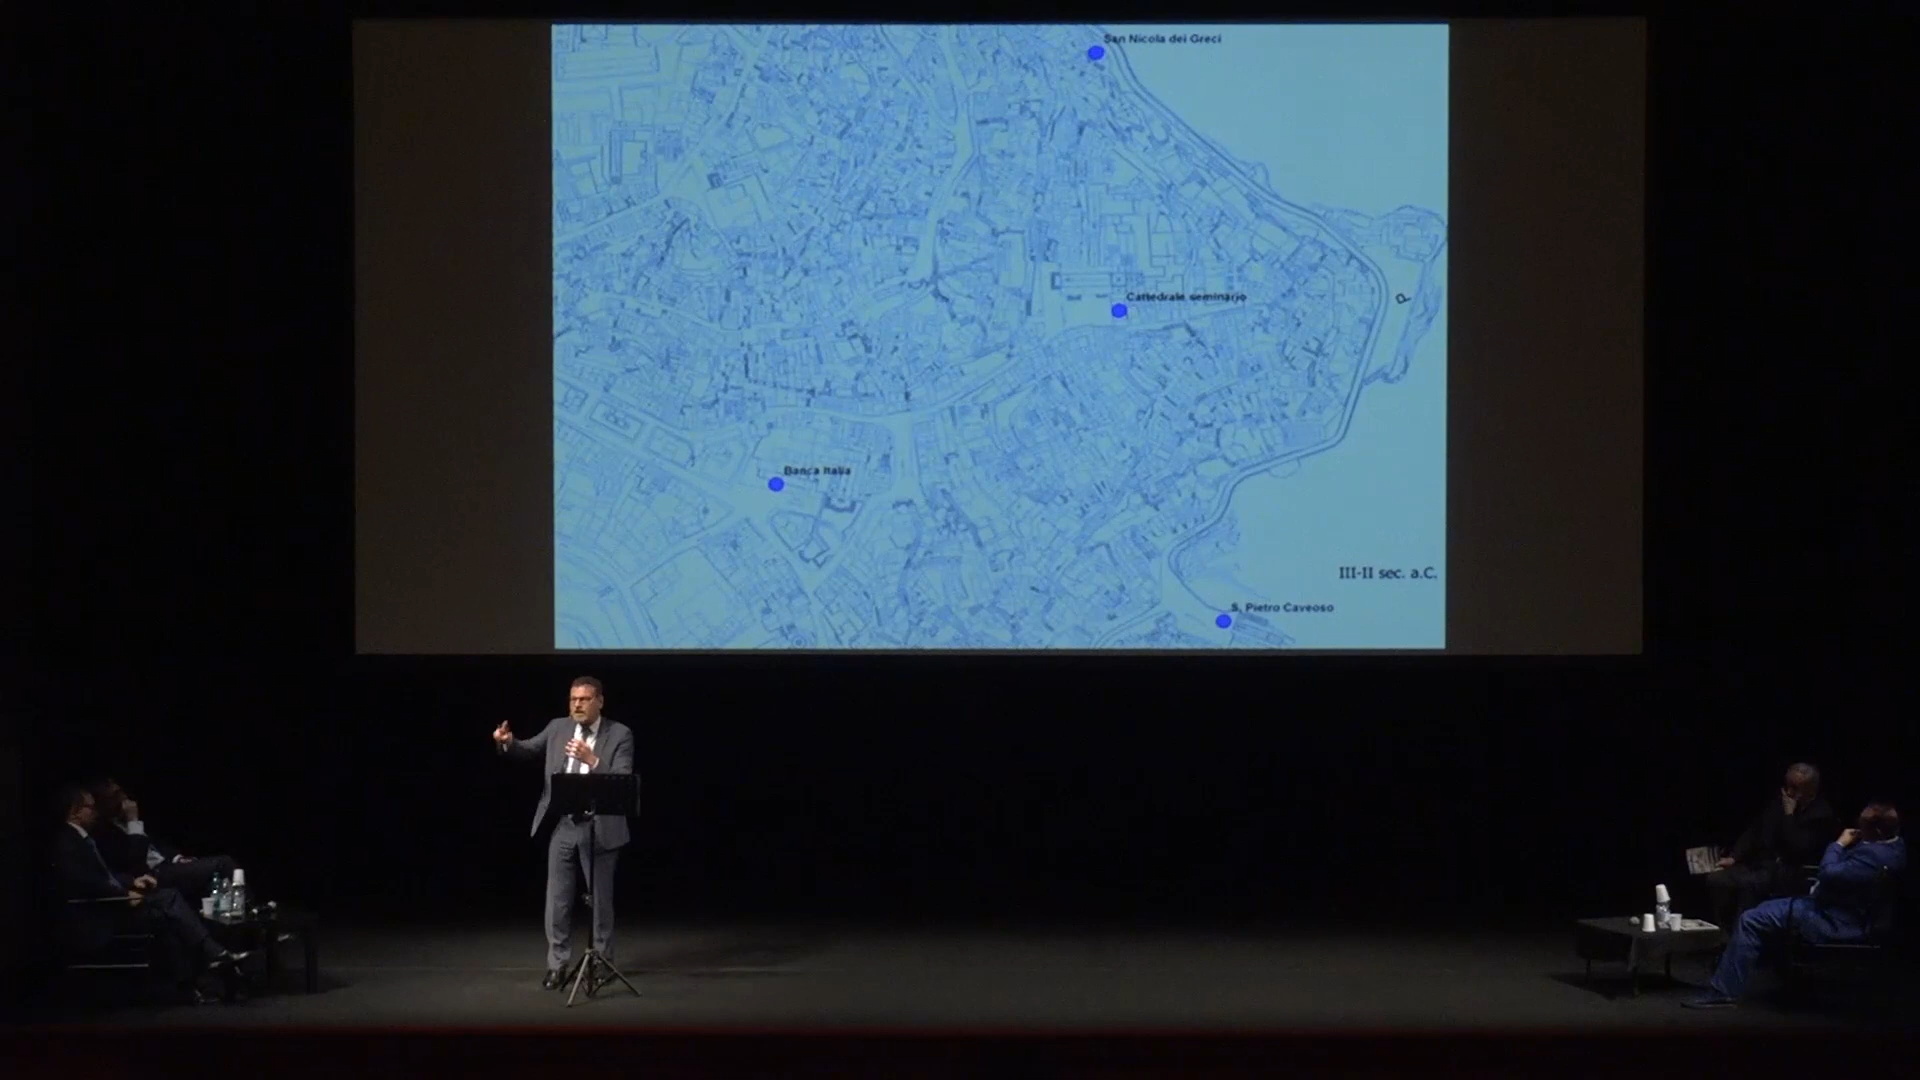 San Nicola dei Greci
Cattedrale seminario
P
Banca Italia
III-II sec. a.C.
S. Pietro Caveoso